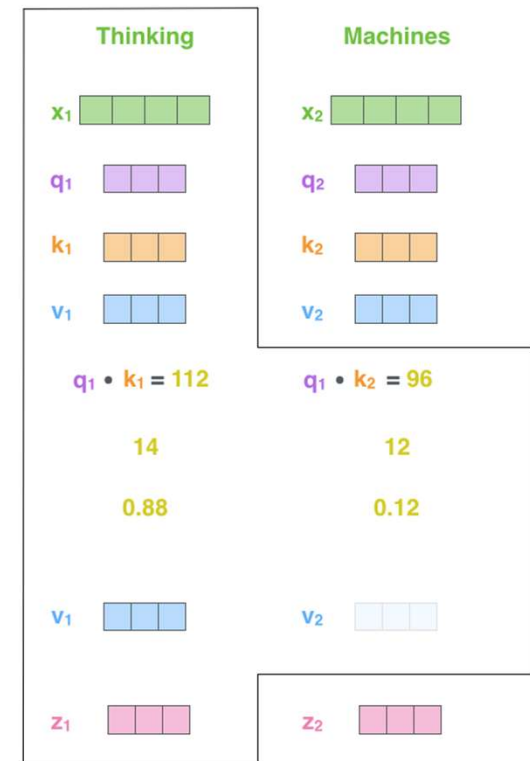 Thinking Machines
x₁ x₂
q₁ q₂
k₁ k₂
v₁ v₂
q₁ • k₁ = 112 q₁ • k₂ = 96
14 12
0.88 0.12
v₁ v₂
z₁ z₂